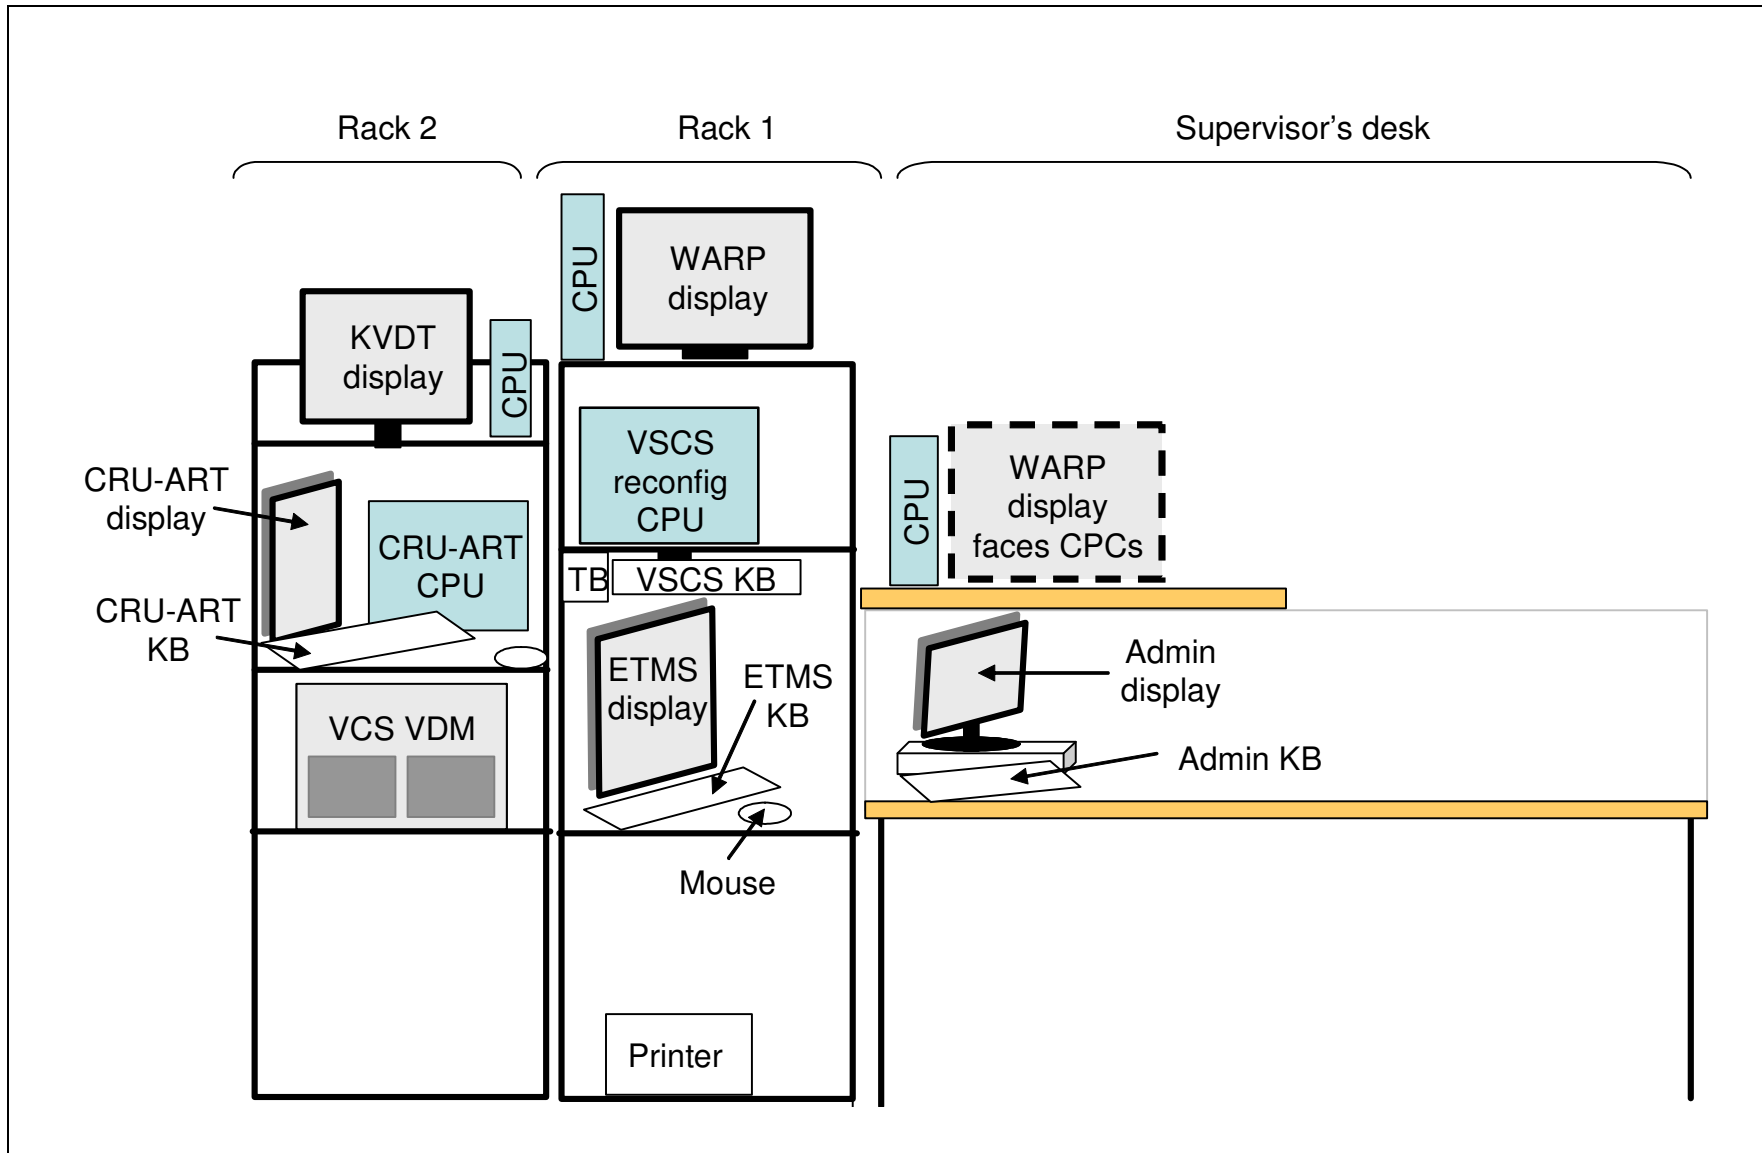 Rack 2
Rack 1
Supervisor's desk
CPU
WARP
display
KVDT
display
CPU
VSCS
reconfig
CPU
CPU
WARP
display
faces CPCs
CRU-ART
display
CRU-ART
CPU
TB
VSCS KB
CRU-ART
KB
ETMS
display
ETMS
KB
Admin
display
VCS VDM
Admin KB
Mouse
Printer